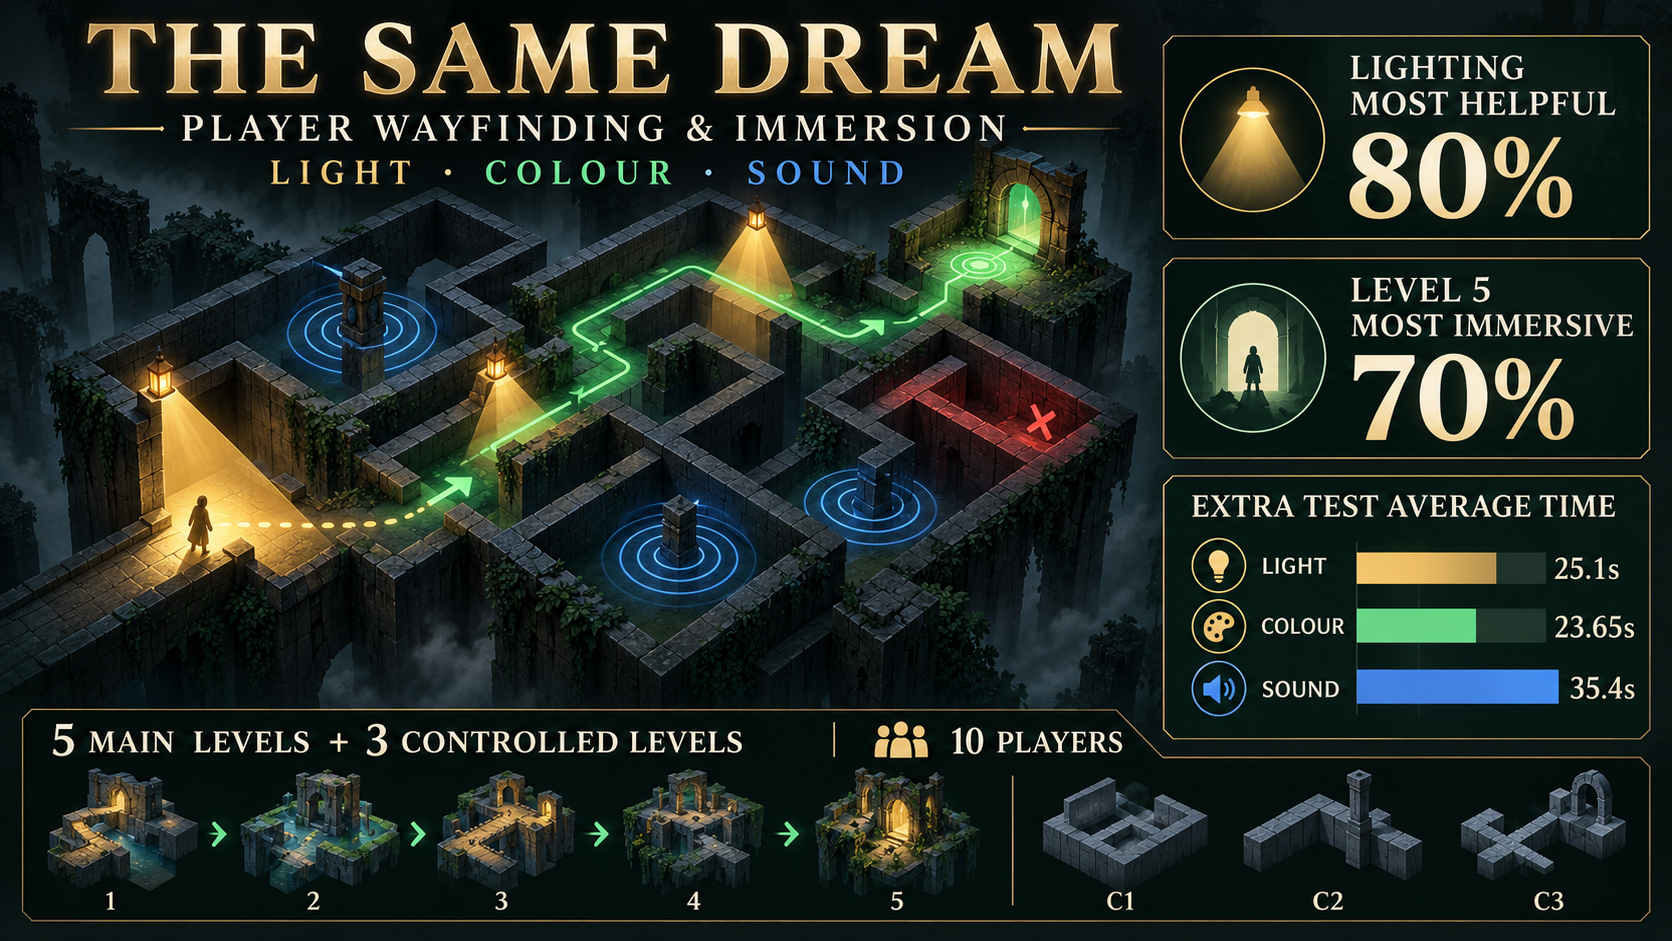 THE SAME DREAM
PLAYER WAYFINDING & IMMERSION
LIGHT · COLOUR · SOUND
LIGHTING
MOST HELPFUL
80%
LEVEL 5
MOST IMMERSIVE
70%
EXTRA TEST AVERAGE TIME
LIGHT 25.1s
COLOUR 23.65s
SOUND 35.4s
5 MAIN LEVELS + 3 CONTROLLED LEVELS
10 PLAYERS
1 2 3 4 5 C1 C2 C3